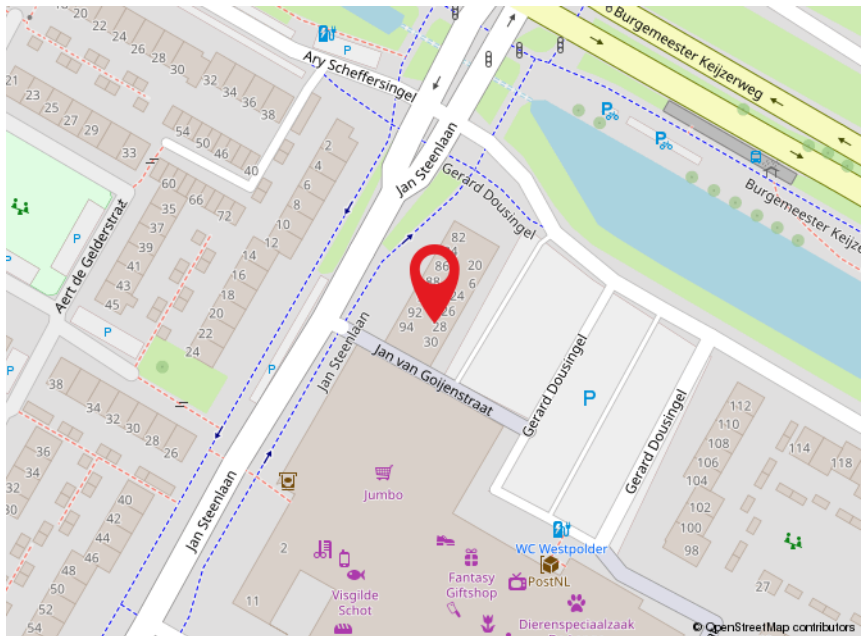 18
20
22
24
26
28
30
32
34
36
38
P
Ary Scheffersingel
21
23
25
27
29
33
54
50
46
40
2
4
6
8
10
12
14
16
18
20
22
24
60
66
72
35
37
39
41
43
45
Aert de Gelderstraat
P
P
P
P
P
Jan Steenlaan
Burgemeester Keijzerweg
P
P
Burgemeester Keijze
Gerard Dousingel
82
86
88
92
94
20
6
24
26
28
30
Jan Steenlaan
Jan van Goijenstraat
Gerard Dousingel
P
Gerard Dousingel
112
110
108
106
104
102
100
98
114
118
27
38
34
32
30
28
26
36
34
32
30
40
42
44
46
48
50
52
54
Jan Steenlaan
Jumbo
2
11
Visgilde
Schot
Fantasy
Giftshop
WC Westpolder
PostNL
Dierenspeciaalzaak
© OpenStreetMap contributors